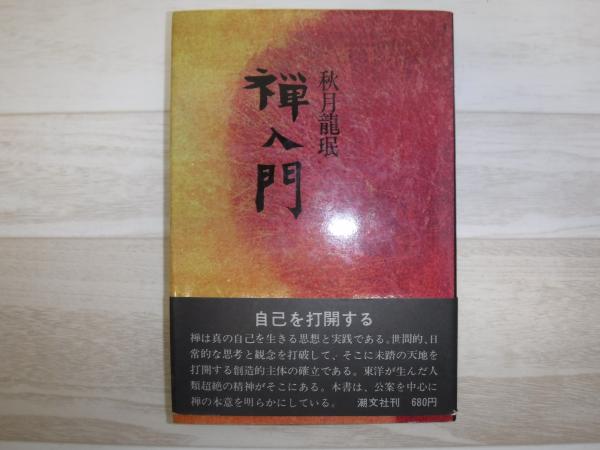 秋月龍珉
禅入門
自己を打開する
禅は真の自己を生きる思想と実践である。世間的、日
常的な思考と観念を打破して、そこに未踏の天地を
打開する創造的主体の確立である。東洋が生んだ人
類超絶の精神がそこにある。本書は、公案を中心に
禅の本意を明らかにしている。 潮文社刊 680円